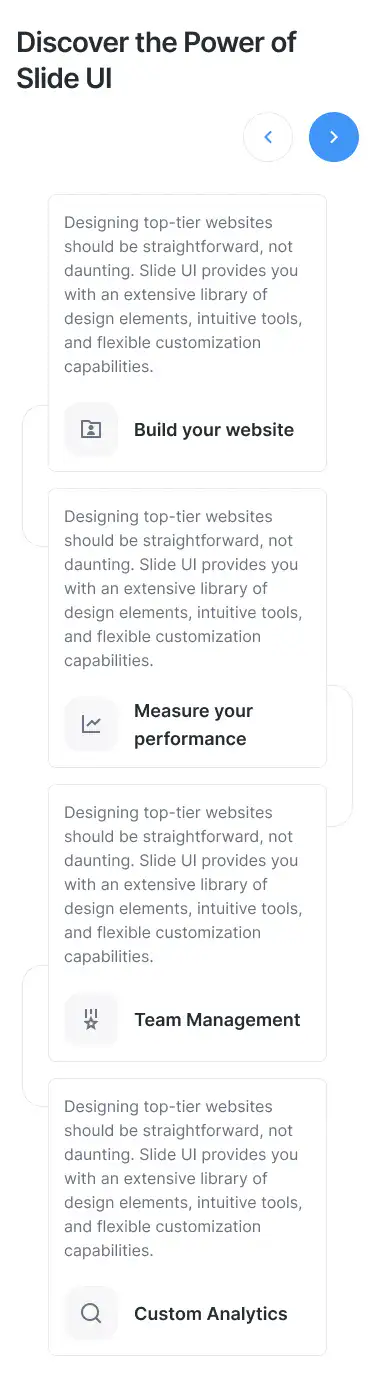 Discover the Power of
Slide UI
Designing top-tier websites
should be straightforward, not
daunting. Slide UI provides you
with an extensive library of
design elements, intuitive tools,
and flexible customization
capabilities.
Build your website
Designing top-tier websites
should be straightforward, not
daunting. Slide UI provides you
with an extensive library of
design elements, intuitive tools,
and flexible customization
capabilities.
Measure your
performance
Designing top-tier websites
should be straightforward, not
daunting. Slide UI provides you
with an extensive library of
design elements, intuitive tools,
and flexible customization
capabilities.
Team Management
Designing top-tier websites
should be straightforward, not
daunting. Slide UI provides you
with an extensive library of
design elements, intuitive tools,
and flexible customization
capabilities.
Custom Analytics